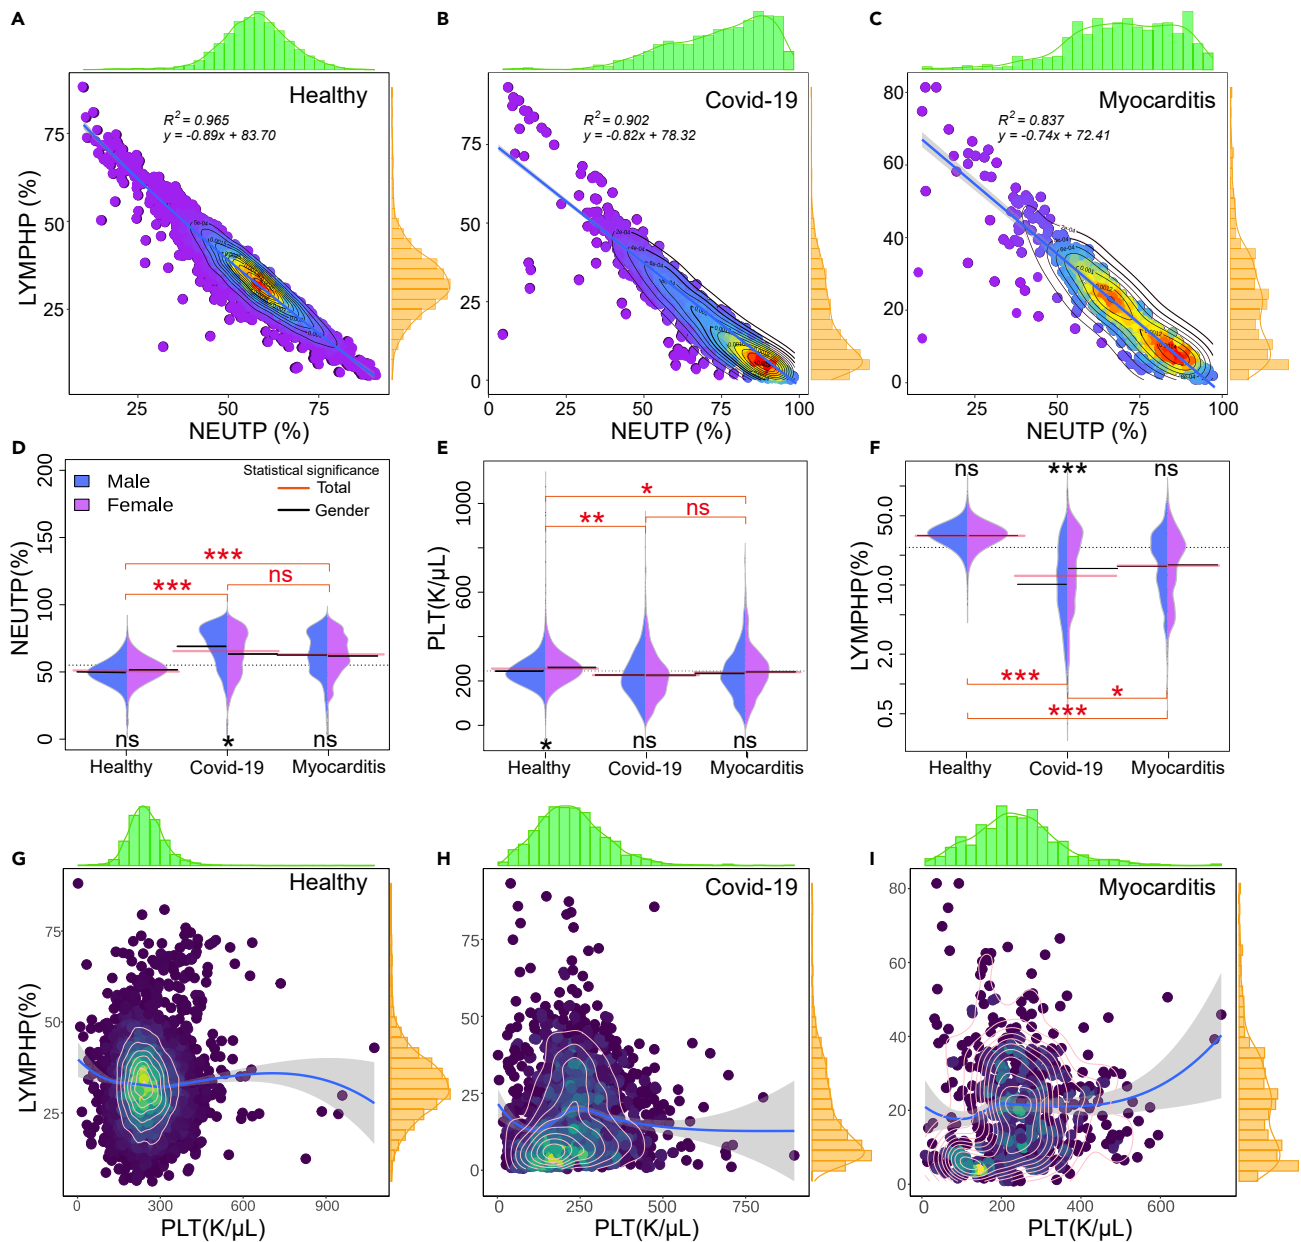 A
Healthy
R² = 0.965
y = -0.89x + 83.70
LYMPHP (%)
75
50
25
25
50
75
NEUTP (%)
B
Covid-19
R² = 0.902
y = -0.82x + 78.32
75
50
25
0
0
25
50
75
100
NEUTP (%)
C
Myocarditis
R² = 0.837
y = -0.74x + 72.41
80
60
40
20
0
25
50
75
100
NEUTP (%)
D
Male
Female
Statistical significance
Total
Gender
NEUTP(%)
200
150
100
50
0
***
***
ns
ns
*
ns
Healthy
Covid-19
Myocarditis
E
PLT(K/µL)
1000
600
200
0
*
**
ns
*
ns
ns
Healthy
Covid-19
Myocarditis
F
LYMPHP(%)
50.0
10.0
2.0
0.5
ns
***
ns
***
*
***
Healthy
Covid-19
Myocarditis
G
Healthy
LYMPHP(%)
75
50
25
0
300
600
900
PLT(K/µL)
H
Covid-19
75
50
25
0
0
250
500
750
PLT(K/µL)
I
Myocarditis
80
60
40
20
0
0
200
400
600
PLT(K/µL)